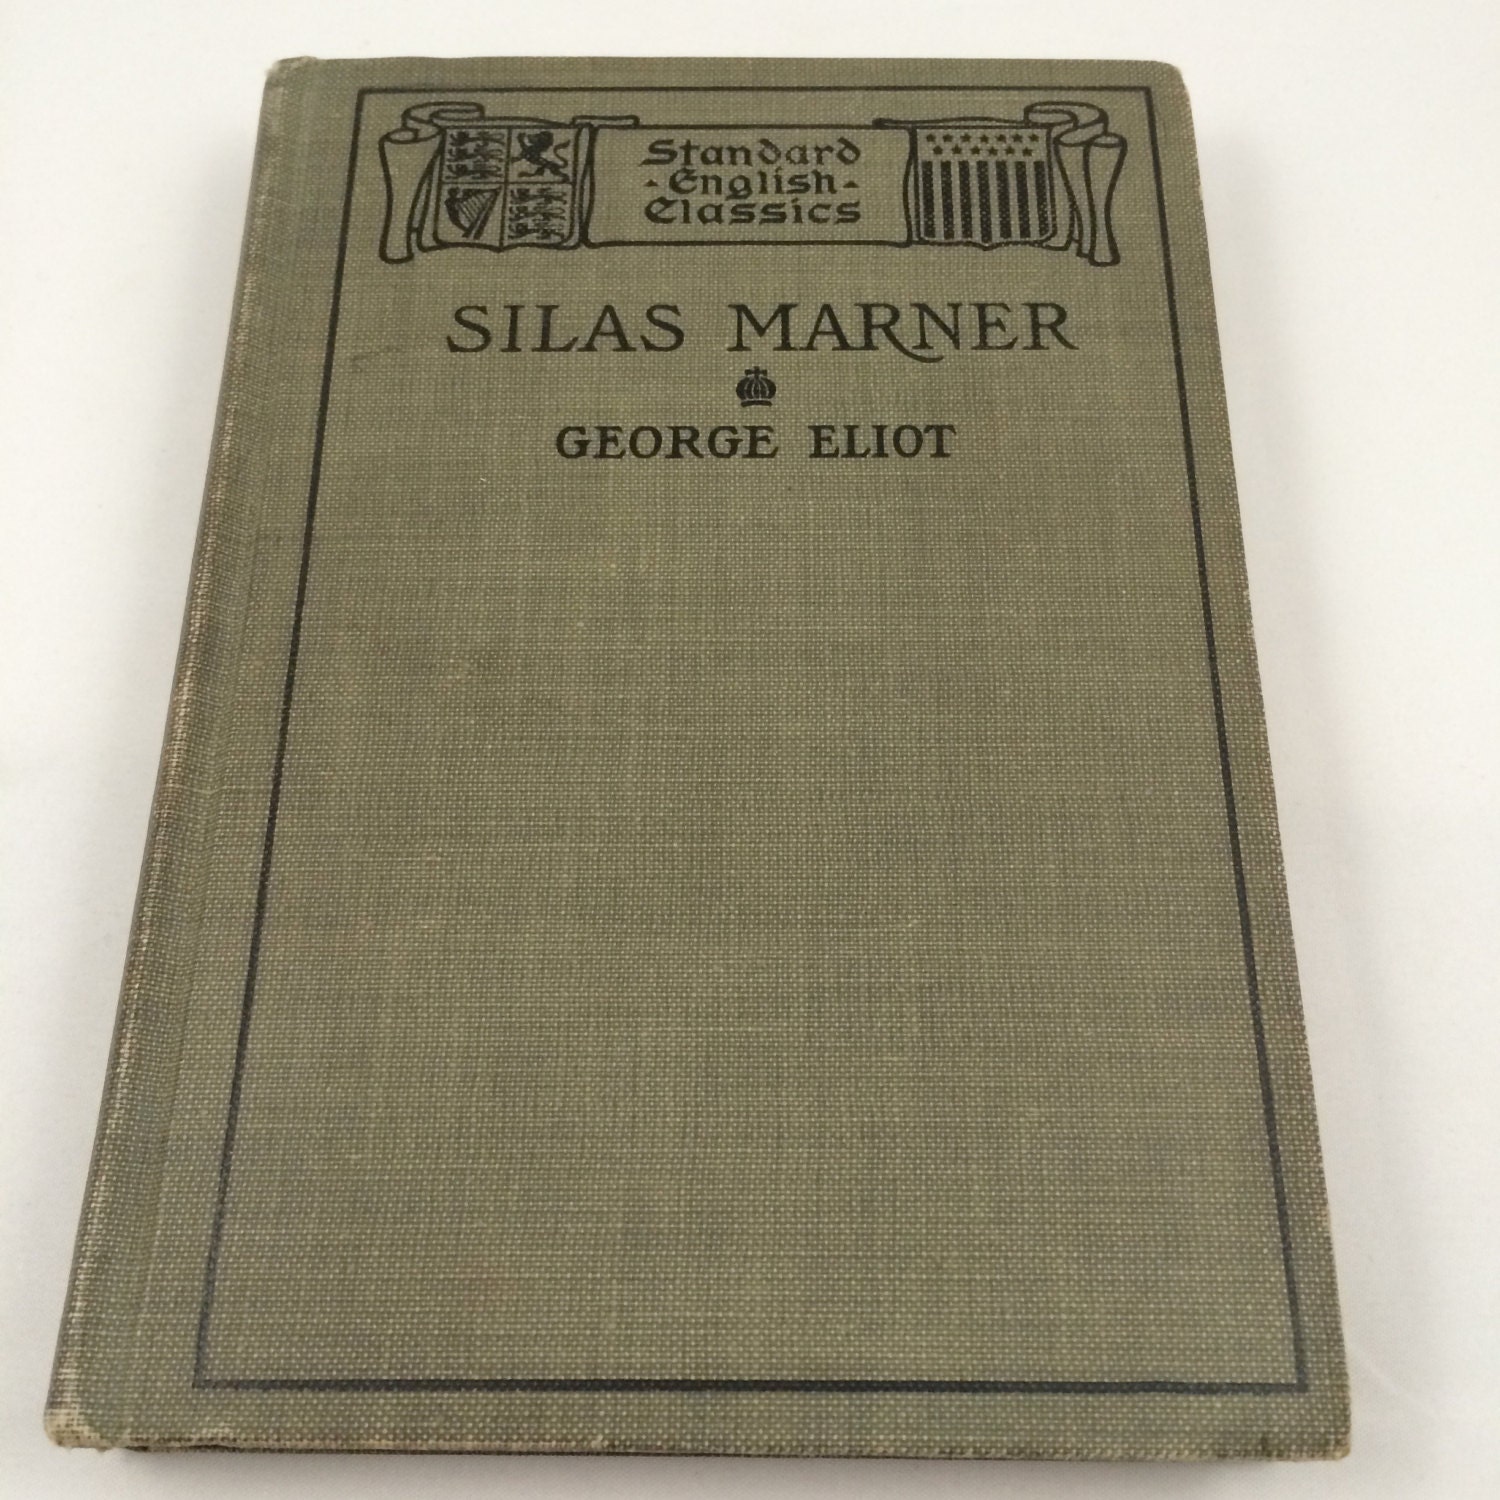 Standard
-English-
Classics
SILAS MARNER
GEORGE ELIOT